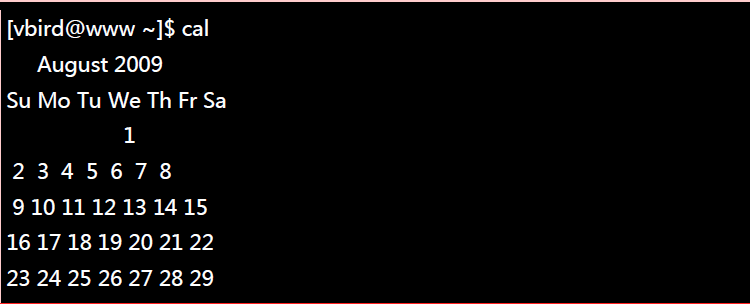 [vbird@www ~]$ cal
August 2009
Su Mo Tu We Th Fr Sa
1
2 3 4 5 6 7 8
9 10 11 12 13 14 15
16 17 18 19 20 21 22
23 24 25 26 27 28 29